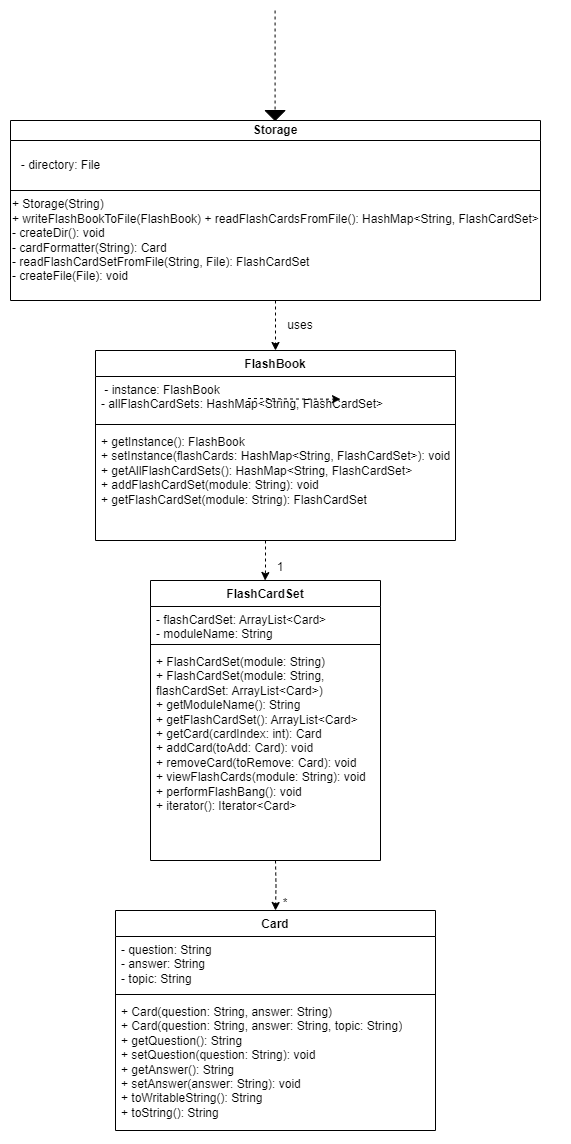 Storage
- directory: File
+ Storage(String)
+ writeFlashBookToFile(FlashBook) + readFlashCardsFromFile(): HashMap<String, FlashCardSet>
- createDir(): void
- cardFormatter(String): Card
- readFlashCardSetFromFile(String, File): FlashCardSet
- createFile(File): void
uses
FlashBook
- instance: FlashBook
- allFlashCardSets: HashMap<String, FlashCardSet>
+ getInstance(): FlashBook
+ setInstance(flashCards: HashMap<String, FlashCardSet>): void
+ getAllFlashCardSets(): HashMap<String, FlashCardSet>
+ addFlashCardSet(module: String): void
+ getFlashCardSet(module: String): FlashCardSet
1
FlashCardSet
- flashCardSet: ArrayList<Card>
- moduleName: String
+ FlashCardSet(module: String)
+ FlashCardSet(module: String,
flashCardSet: ArrayList<Card>)
+ getModuleName(): String
+ getFlashCardSet(): ArrayList<Card>
+ getCard(cardIndex: int): Card
+ addCard(toAdd: Card): void
+ removeCard(toRemove: Card): void
+ viewFlashCards(module: String): void
+ performFlashBang(): void
+ iterator(): Iterator<Card>
*
Card
- question: String
- answer: String
- topic: String
+ Card(question: String, answer: String)
+ Card(question: String, answer: String, topic: String)
+ getQuestion(): String
+ setQuestion(question: String): void
+ getAnswer(): String
+ setAnswer(answer: String): void
+ toWritableString(): String
+ toString(): String